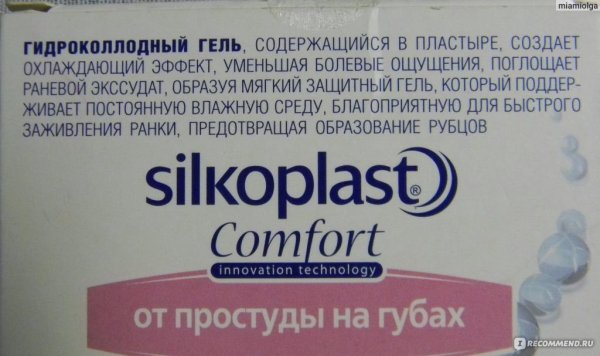 miamiolga
ГИДРОКОЛЛОДНЫЙ ГЕЛЬ, СОДЕРЖАЩИЙСЯ В ПЛАСТЫРЕ, СОЗДАЕТ
ОХЛАЖДАЮЩИЙ ЭФФЕКТ, УМЕНЬШАЯ БОЛЕВЫЕ ОЩУЩЕНИЯ, ПОГЛОЩАЕТ
РАНЕВОЙ ЭКССУДАТ, ОБРАЗУЯ МЯГКИЙ ЗАЩИТНЫЙ ГЕЛЬ, КОТОРЫЙ ПОДДЕР-
ЖИВАЕТ ПОСТОЯННУЮ ВЛАЖНУЮ СРЕДУ, БЛАГОПРИЯТНУЮ ДЛЯ БЫСТРОГО
ЗАЖИВЛЕНИЯ РАНКИ, ПРЕДОТВРАЩАЯ ОБРАЗОВАНИЕ РУБЦОВ
silkoplast®
Comfort
innovation technology
от простуды на губах
I RECOMMEND.RU